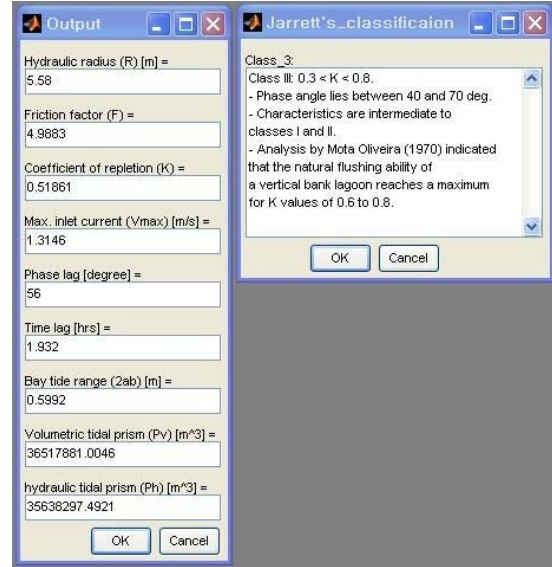 Output
Hydraulic radius (R) [m] =
5.58
Friction factor (F) =
4.9883
Coefficient of repletion (K) =
0.51861
Max. inlet current (Vmax) [m/s] =
1.3146
Phase lag [degree] =
56
Time lag [hrs] =
1.932
Bay tide range (2ab) [m] =
0.5992
Volumetric tidal prism (Pv) [m^3] =
36517881.0046
hydraulic tidal prism (Ph) [m^3] =
35638297.4921
OK Cancel
Jarrett's_classificaion
Class_3:
Class III: 0.3 < K < 0.8.
- Phase angle lies between 40 and 70 deg.
- Characteristics are intermediate to
classes I and II.
- Analysis by Mota Oliveira (1970) indicated
that the natural flushing ability of
a vertical bank lagoon reaches a maximum
for K values of 0.6 to 0.8.
OK Cancel